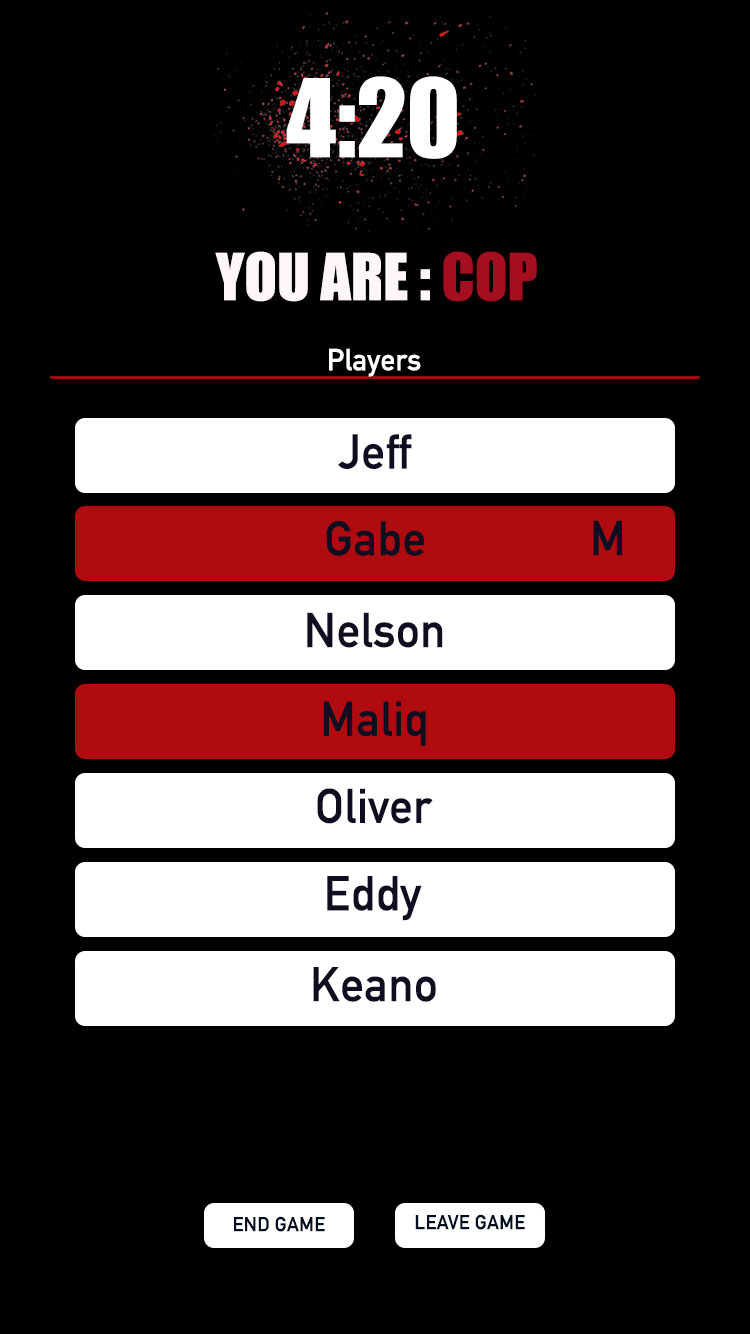 4:20
YOU ARE : COP
Players
Jeff
Gabe M
Nelson
Maliq
Oliver
Eddy
Keano
END GAME LEAVE GAME